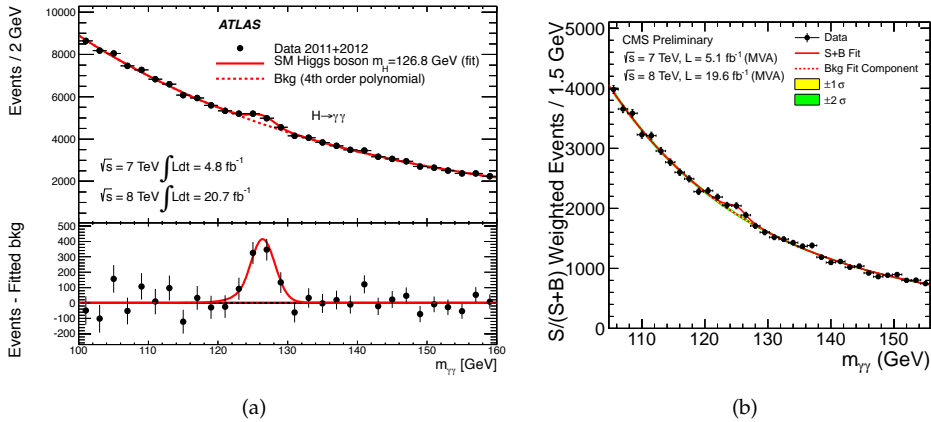 ATLAS
Data 2011+2012
SM Higgs boson m_H=126.8 GeV (fit)
Bkg (4th order polynomial)
H→γγ
√s = 7 TeV ∫Ldt = 4.8 fb⁻¹
√s = 8 TeV ∫Ldt = 20.7 fb⁻¹
Events / 2 GeV
10000
8000
6000
4000
2000
Events - Fitted bkg
500
400
300
200
100
0
-100
-200
100 110 120 130 140 150 160
m_γγ [GeV]
(a)
CMS Preliminary
√s = 7 TeV, L = 5.1 fb⁻¹ (MVA)
√s = 8 TeV, L = 19.6 fb⁻¹ (MVA)
Data
S+B Fit
Bkg Fit Component
±1 σ
±2 σ
S/(S+B) Weighted Events / 1.5 GeV
5000
4000
3000
2000
1000
0
110 120 130 140 150
m_γγ (GeV)
(b)